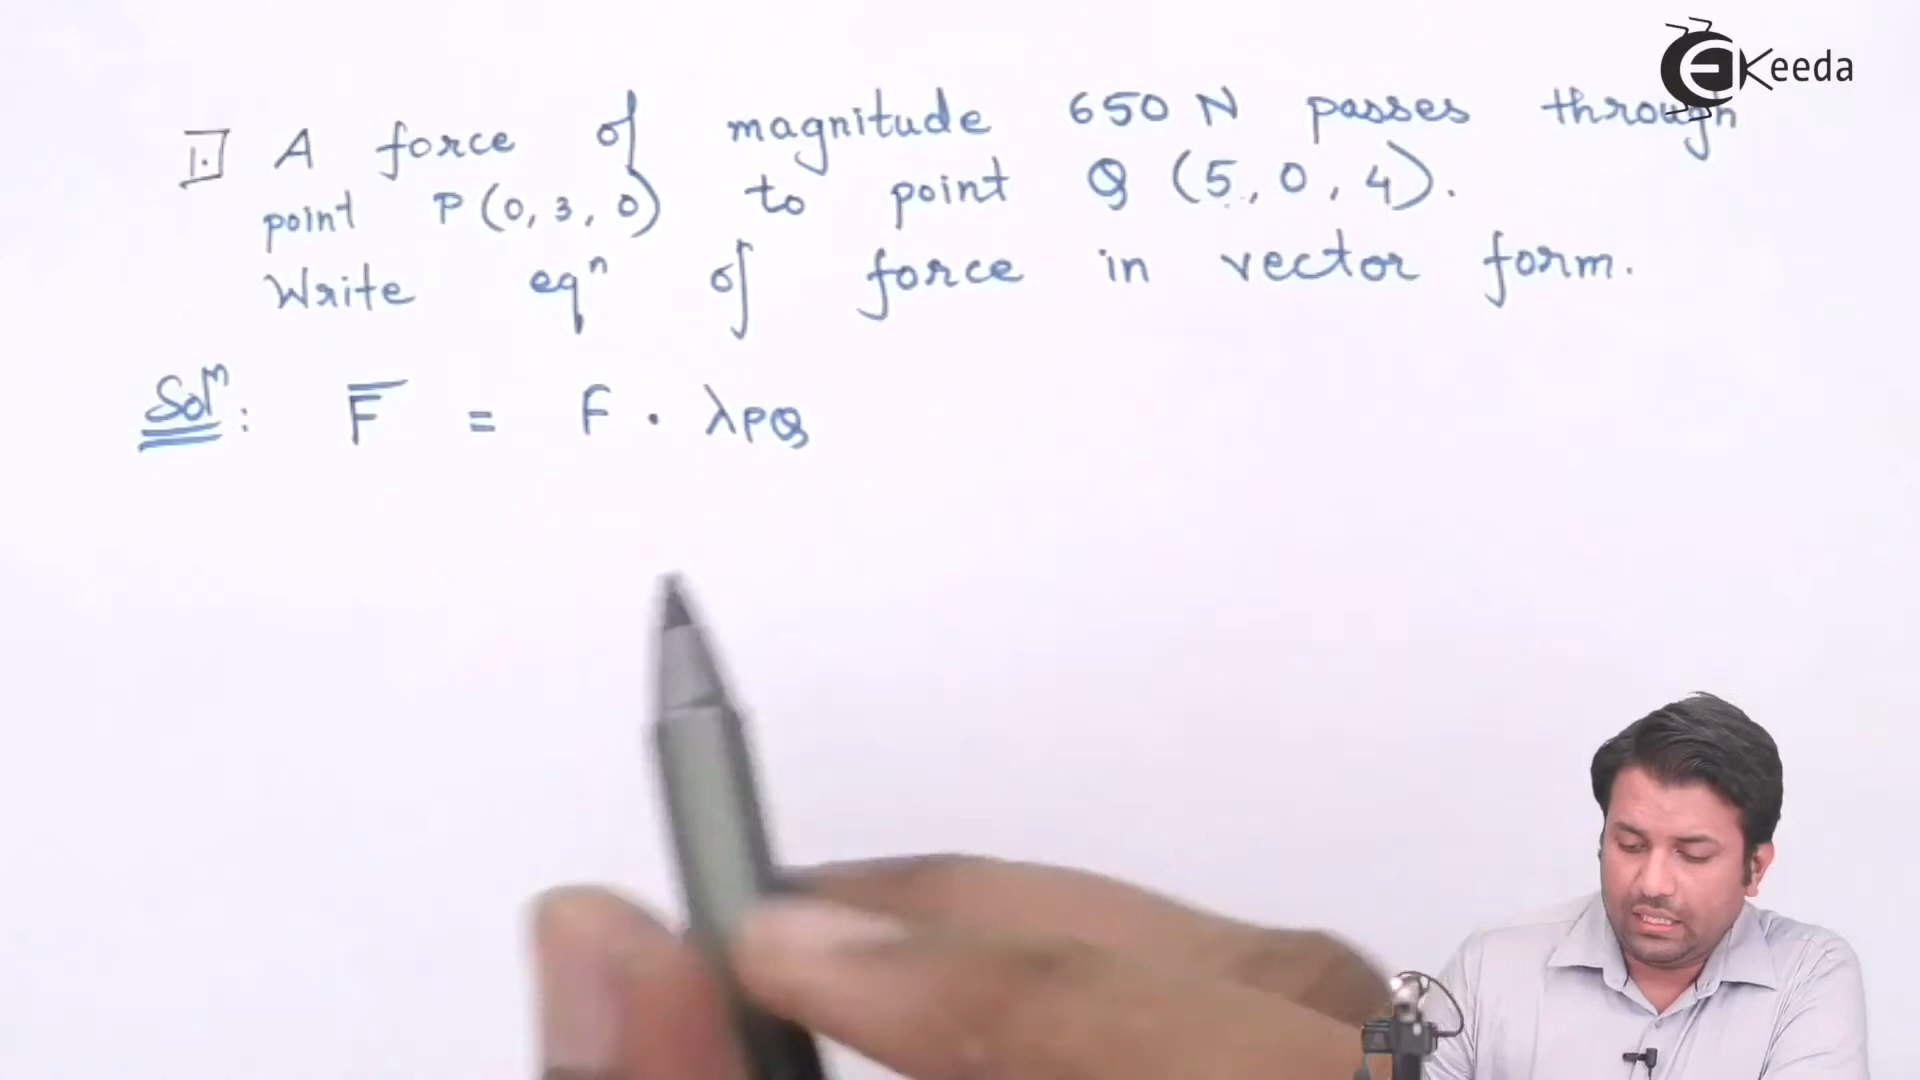 EKeeda
1. A force of magnitude 650 N passes through
point P(0, 3, 0) to point Q (5, 0, 4).
Write eqⁿ of force in vector form.
Solⁿ: F̅ = F · λPQ